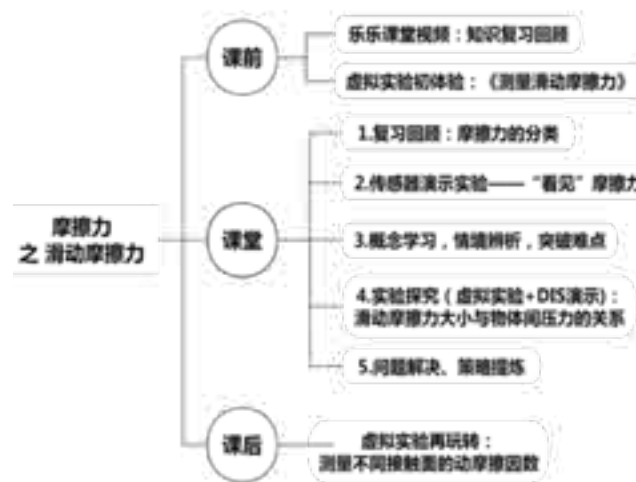 摩擦力
之 滑动摩擦力
课前
乐乐课堂视频：知识复习回顾
虚拟实验初体验：《测量滑动摩擦力》
课堂
1.复习回顾：摩擦力的分类
2.传感器演示实验——“看见”摩擦力
3.概念学习，情境辨析，突破难点
4.实验探究（虚拟实验+DIS演示)：
滑动摩擦力大小与物体间压力的关系
5.问题解决、策略提炼
课后
虚拟实验再玩转：
测量不同接触面的动摩擦因数